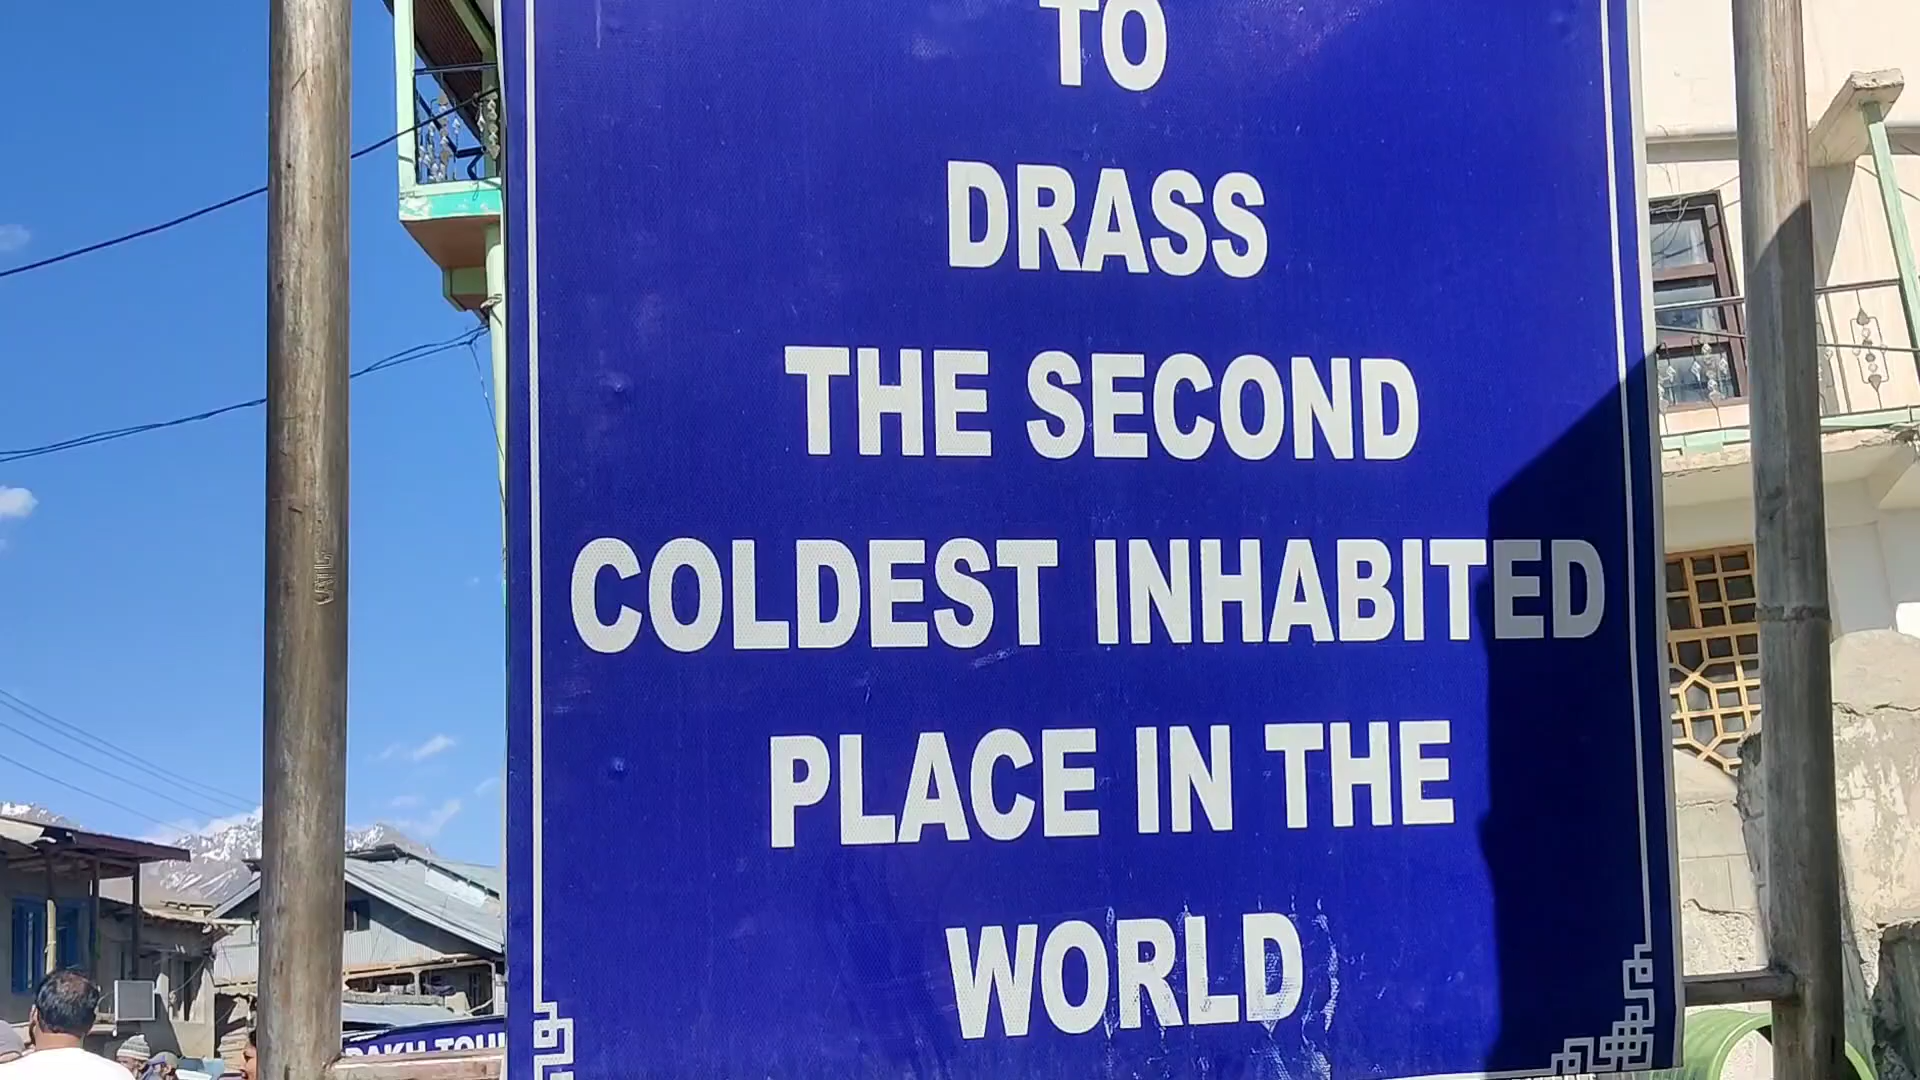 TO
DRASS
THE SECOND
COLDEST INHABITED
PLACE IN THE
WORLD